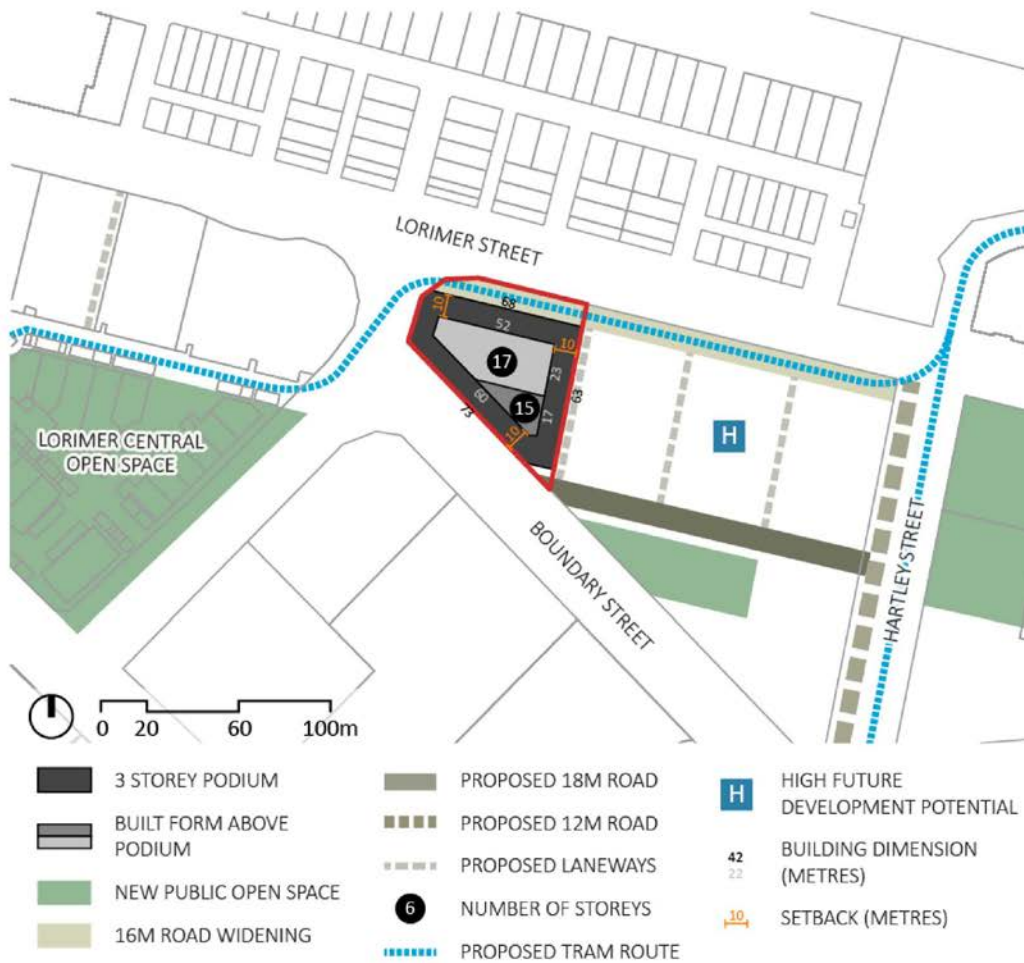 LORIMER STREET
10
68
52
10
17
23
63
60
15
73
17
10
H
LORIMER CENTRAL
OPEN SPACE
BOUNDARY STREET
HARTLEY STREET
0 20 60 100m
3 STOREY PODIUM
BUILT FORM ABOVE
PODIUM
NEW PUBLIC OPEN SPACE
16M ROAD WIDENING
PROPOSED 18M ROAD
PROPOSED 12M ROAD
PROPOSED LANEWAYS
6
NUMBER OF STOREYS
PROPOSED TRAM ROUTE
H
HIGH FUTURE
DEVELOPMENT POTENTIAL
42
22
BUILDING DIMENSION
(METRES)
10
SETBACK (METRES)